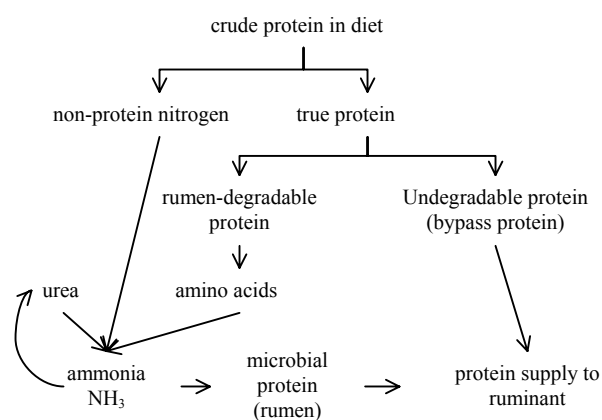 crude protein in diet
non-protein nitrogen
true protein
rumen-degradable
protein
Undegradable protein
(bypass protein)
urea
amino acids
ammonia
NH₃
microbial
protein
(rumen)
protein supply to
ruminant